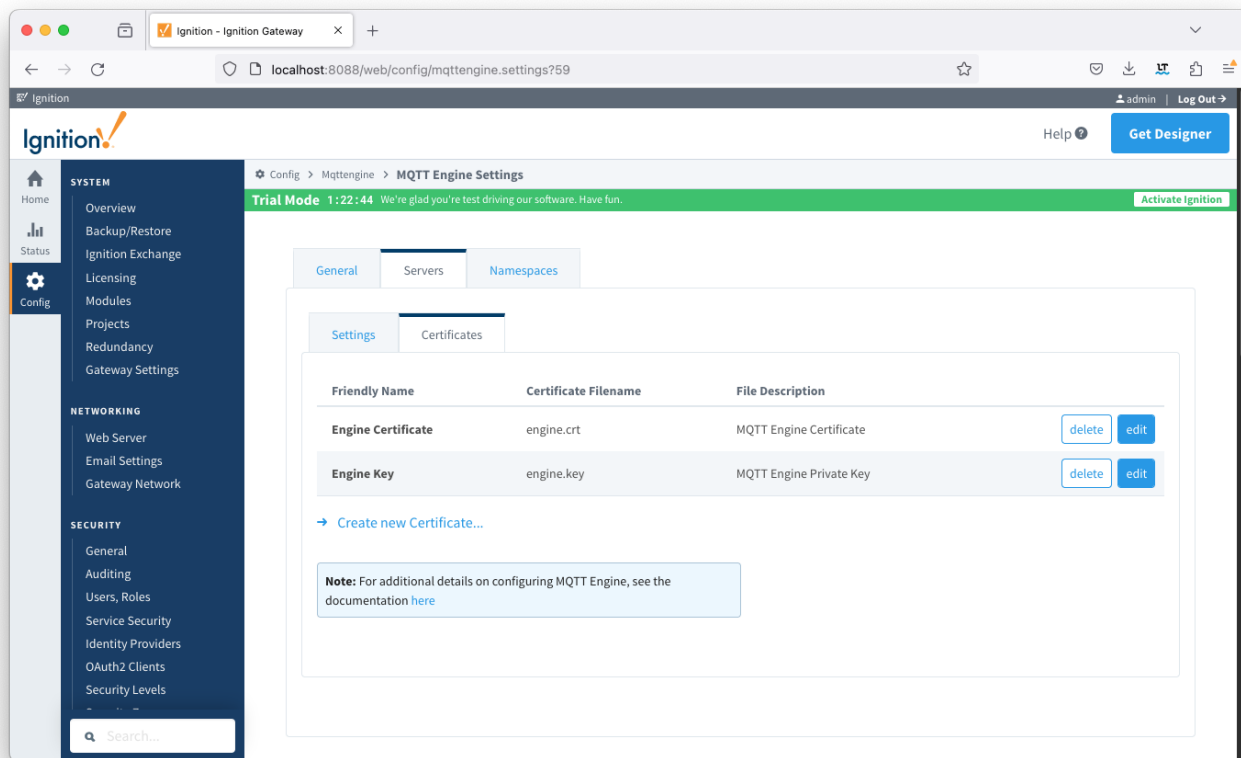 Ignition - Ignition Gateway
localhost:8088/web/config/mqttengine.settings?59
Ignition
admin | Log Out
Ignition!
Help
Get Designer
Home
Status
Config
SYSTEM
Overview
Backup/Restore
Ignition Exchange
Licensing
Modules
Projects
Redundancy
Gateway Settings
NETWORKING
Web Server
Email Settings
Gateway Network
SECURITY
General
Auditing
Users, Roles
Service Security
Identity Providers
OAuth2 Clients
Security Levels
Search...
Config > Mqttengine > MQTT Engine Settings
Trial Mode 1:22:44 We're glad you're test driving our software. Have fun.
Activate Ignition
General Servers Namespaces
Settings Certificates
Friendly Name Certificate Filename File Description
Engine Certificate engine.crt MQTT Engine Certificate delete edit
Engine Key engine.key MQTT Engine Private Key delete edit
→ Create new Certificate...
Note: For additional details on configuring MQTT Engine, see the
documentation here